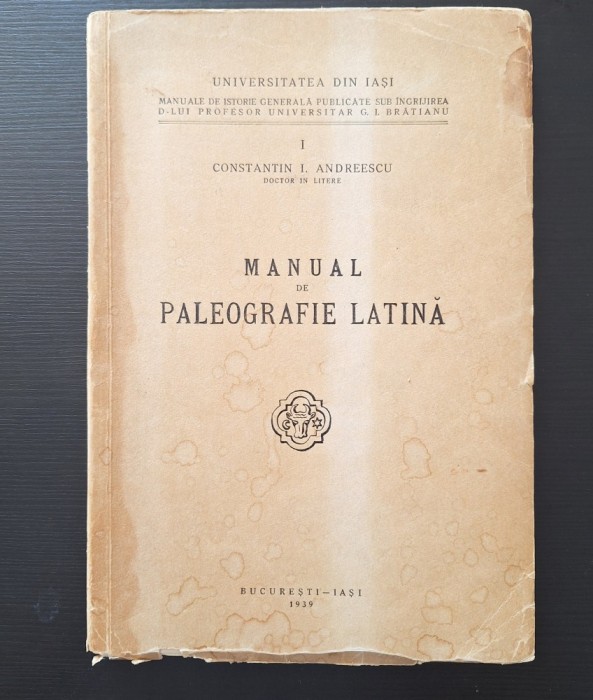 UNIVERSITATEA DIN IAȘI
MANUALE DE ISTORIE GENERALĂ PUBLICATE SUB ÎNGRIJIREA
D-LUI PROFESOR UNIVERSITAR G. I. BRĂTIANU
I
CONSTANTIN I. ANDREESCU
DOCTOR IN LITERE
MANUAL
DE
PALEOGRAFIE LATINĂ
BUCUREȘTI—IAȘI
1939